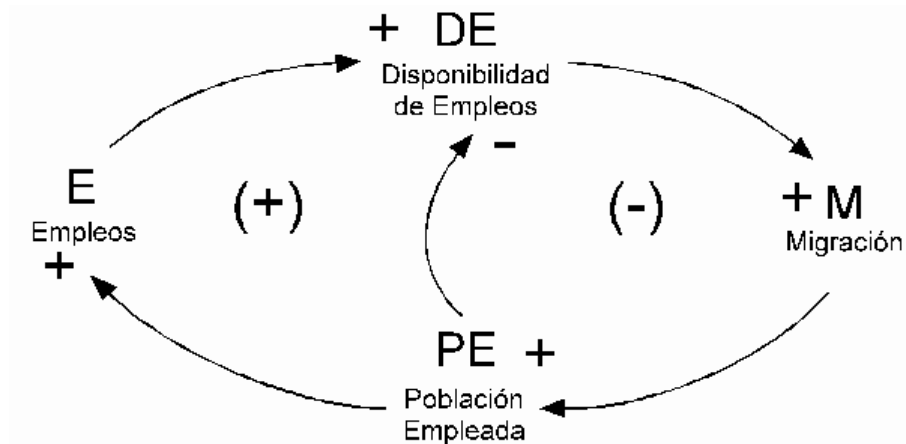 + DE
Disponibilidad
de Empleos
-
E
Empleos
+
(+)
(-)
+ M
Migración
PE +
Población
Empleada